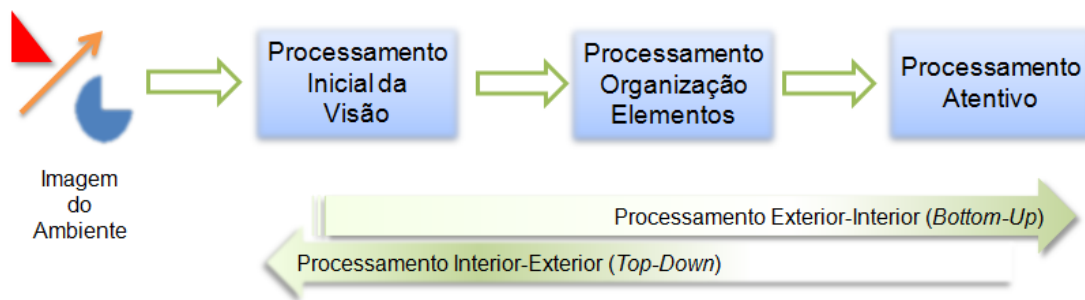 Imagem
do
Ambiente
Processamento
Inicial da
Visão
Processamento
Organização
Elementos
Processamento
Atentivo
Processamento Exterior-Interior (Bottom-Up)
Processamento Interior-Exterior (Top-Down)